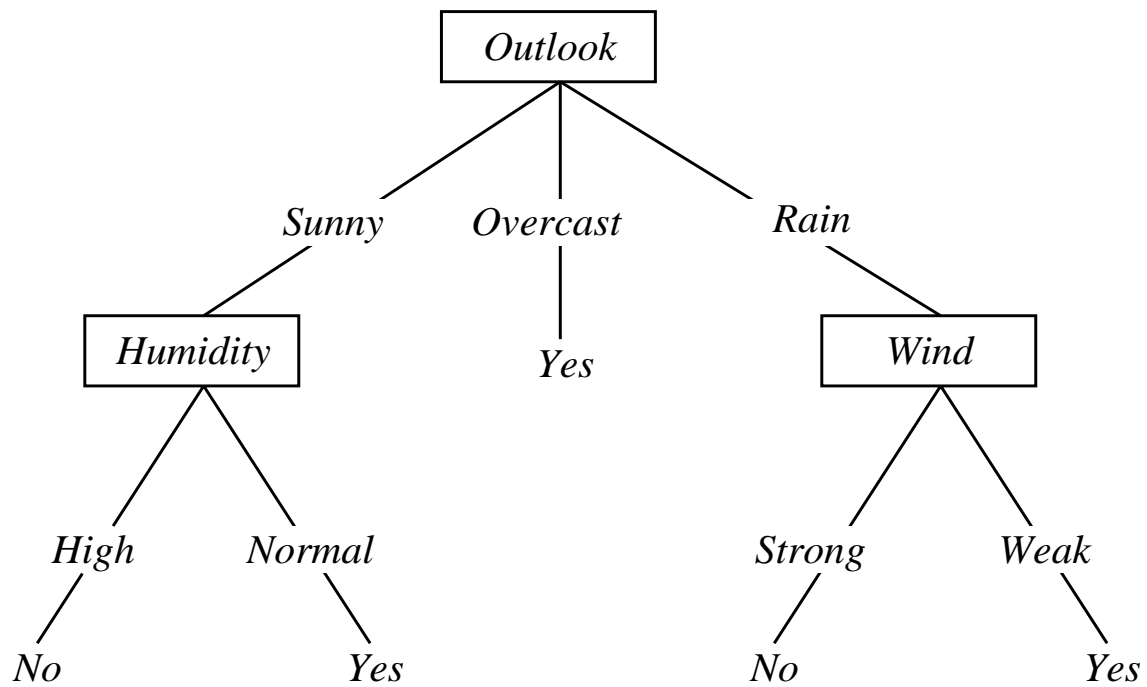 Outlook
Sunny Overcast Rain
Humidity Yes Wind
High Normal Strong Weak
No Yes No Yes